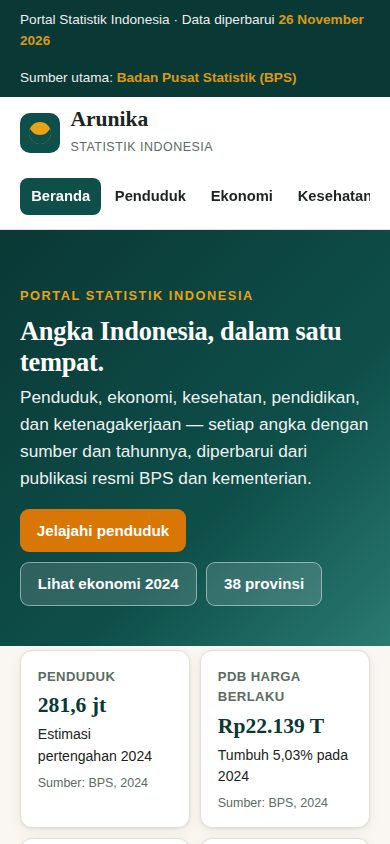 Portal Statistik Indonesia · Data diperbarui 26 November
2026
Sumber utama: Badan Pusat Statistik (BPS)
Arunika
STATISTIK INDONESIA
Beranda Penduduk Ekonomi Kesehatan
PORTAL STATISTIK INDONESIA
Angka Indonesia, dalam satu
tempat.
Penduduk, ekonomi, kesehatan, pendidikan,
dan ketenagakerjaan — setiap angka dengan
sumber dan tahunnya, diperbarui dari
publikasi resmi BPS dan kementerian.
Jelajahi penduduk
Lihat ekonomi 2024 38 provinsi
PENDUDUK
281,6 jt
Estimasi
pertengahan 2024
Sumber: BPS, 2024
PDB HARGA
BERLAKU
Rp22.139 T
Tumbuh 5,03% pada
2024
Sumber: BPS, 2024